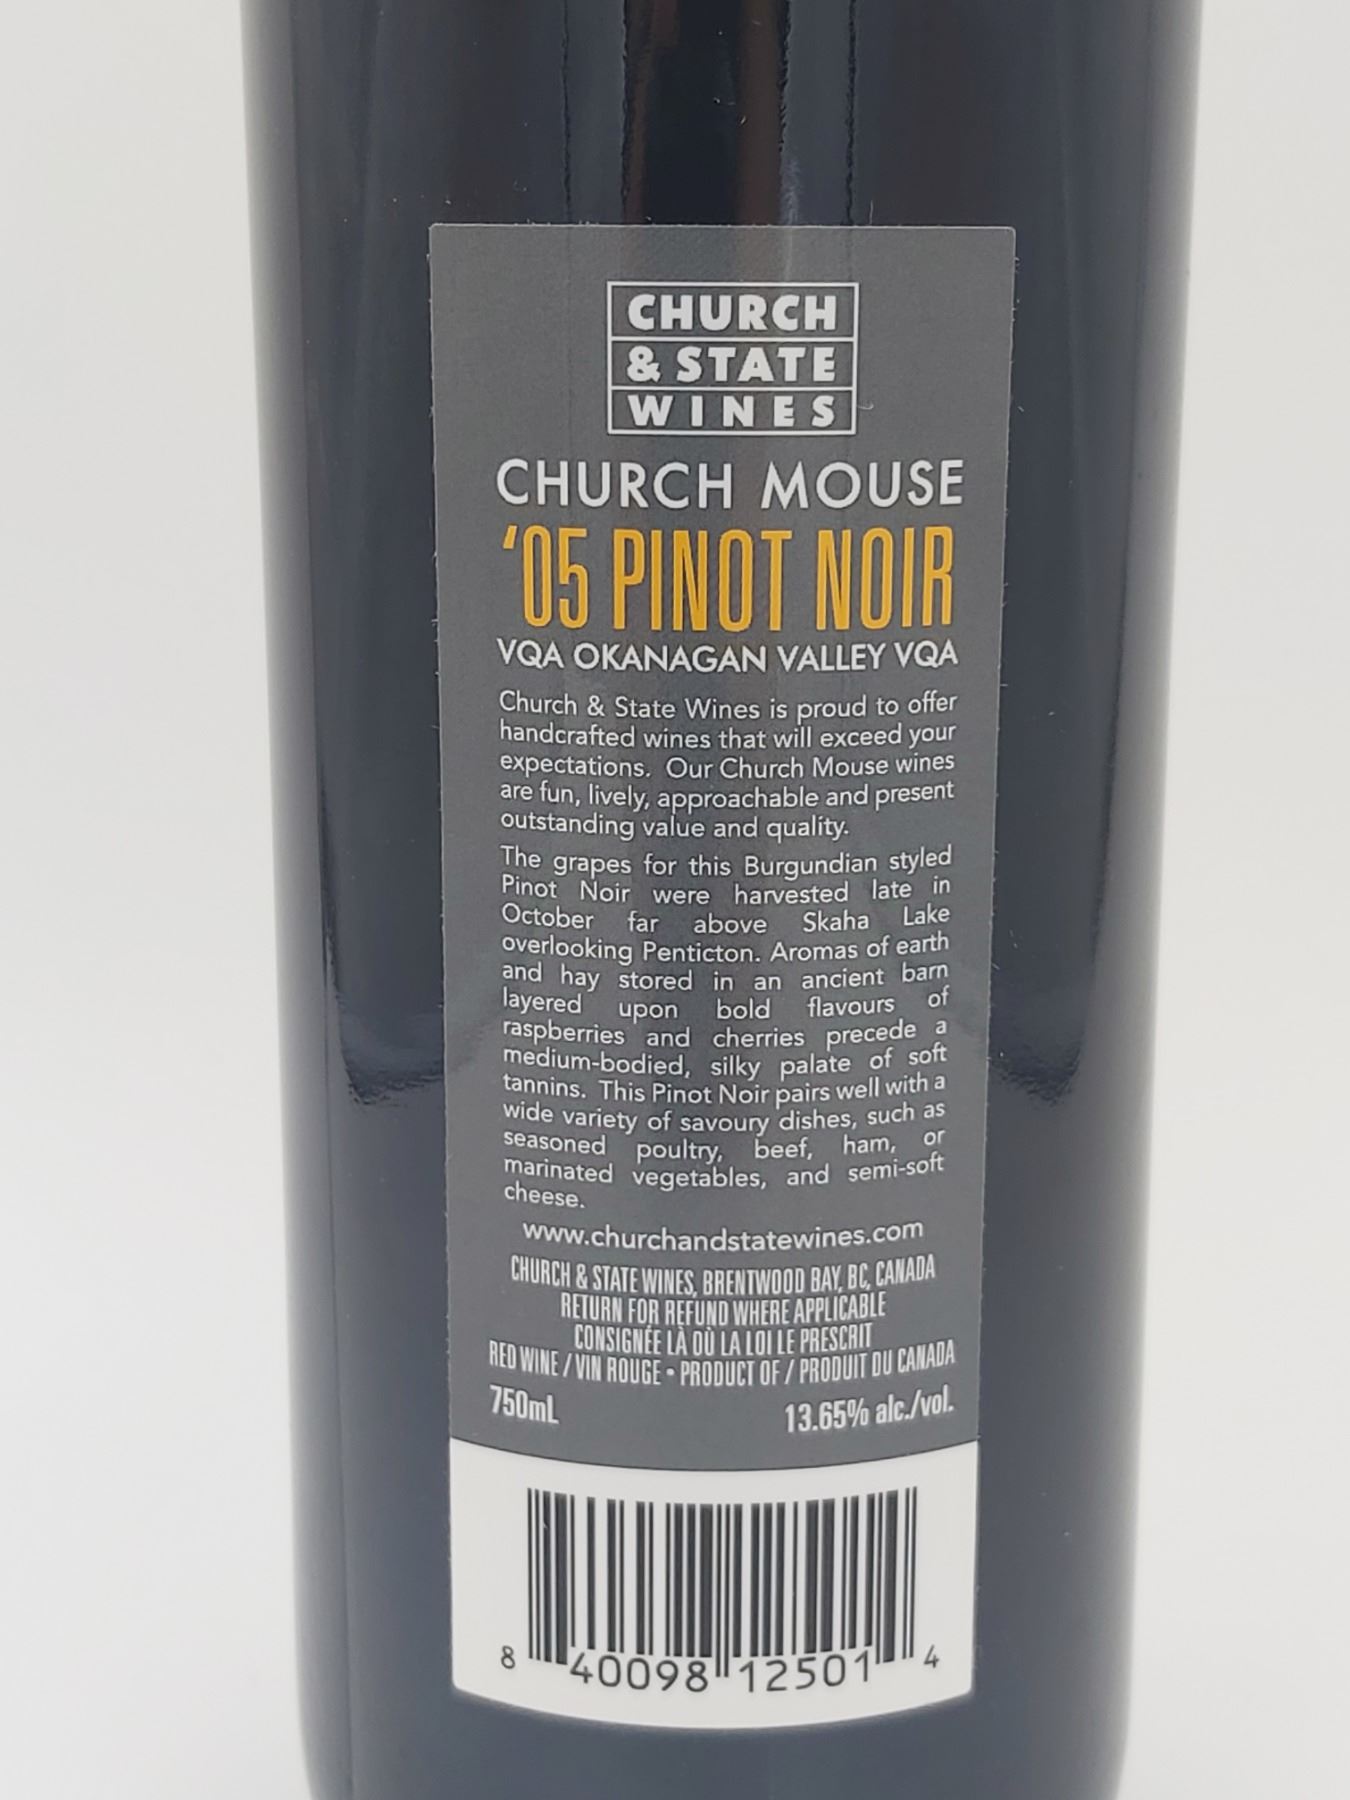 CHURCH
& STATE
WINES
CHURCH MOUSE
'05 PINOT NOIR
VQA OKANAGAN VALLEY VQA
Church & State Wines is proud to offer
handcrafted wines that will exceed your
expectations. Our Church Mouse wines
are fun, lively, approachable and present
outstanding value and quality.
The grapes for this Burgundian styled
Pinot Noir were harvested late in
October far above Skaha Lake
overlooking Penticton. Aromas of earth
and hay stored in an ancient barn
layered upon bold flavours of
raspberries and cherries precede a
medium-bodied, silky palate of soft
tannins. This Pinot Noir pairs well with a
wide variety of savoury dishes, such as
seasoned poultry, beef, ham, or
marinated vegetables, and semi-soft
cheese.
www.churchandstatewines.com
CHURCH & STATE WINES, BRENTWOOD BAY, BC, CANADA
RETURN FOR REFUND WHERE APPLICABLE
CONSIGNÉE LÀ OÙ LA LOI LE PRESCRIT
RED WINE / VIN ROUGE • PRODUCT OF / PRODUIT DU CANADA
750mL 13.65% alc./vol.
8 40098 12501 4